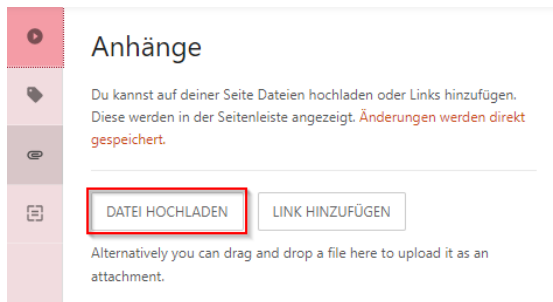 Anhänge
Du kannst auf deiner Seite Dateien hochladen oder Links hinzufügen.
Diese werden in der Seitenleiste angezeigt. Änderungen werden direkt
gespeichert.
DATEI HOCHLADEN
LINK HINZUFÜGEN
Alternatively you can drag and drop a file here to upload it as an
attachment.